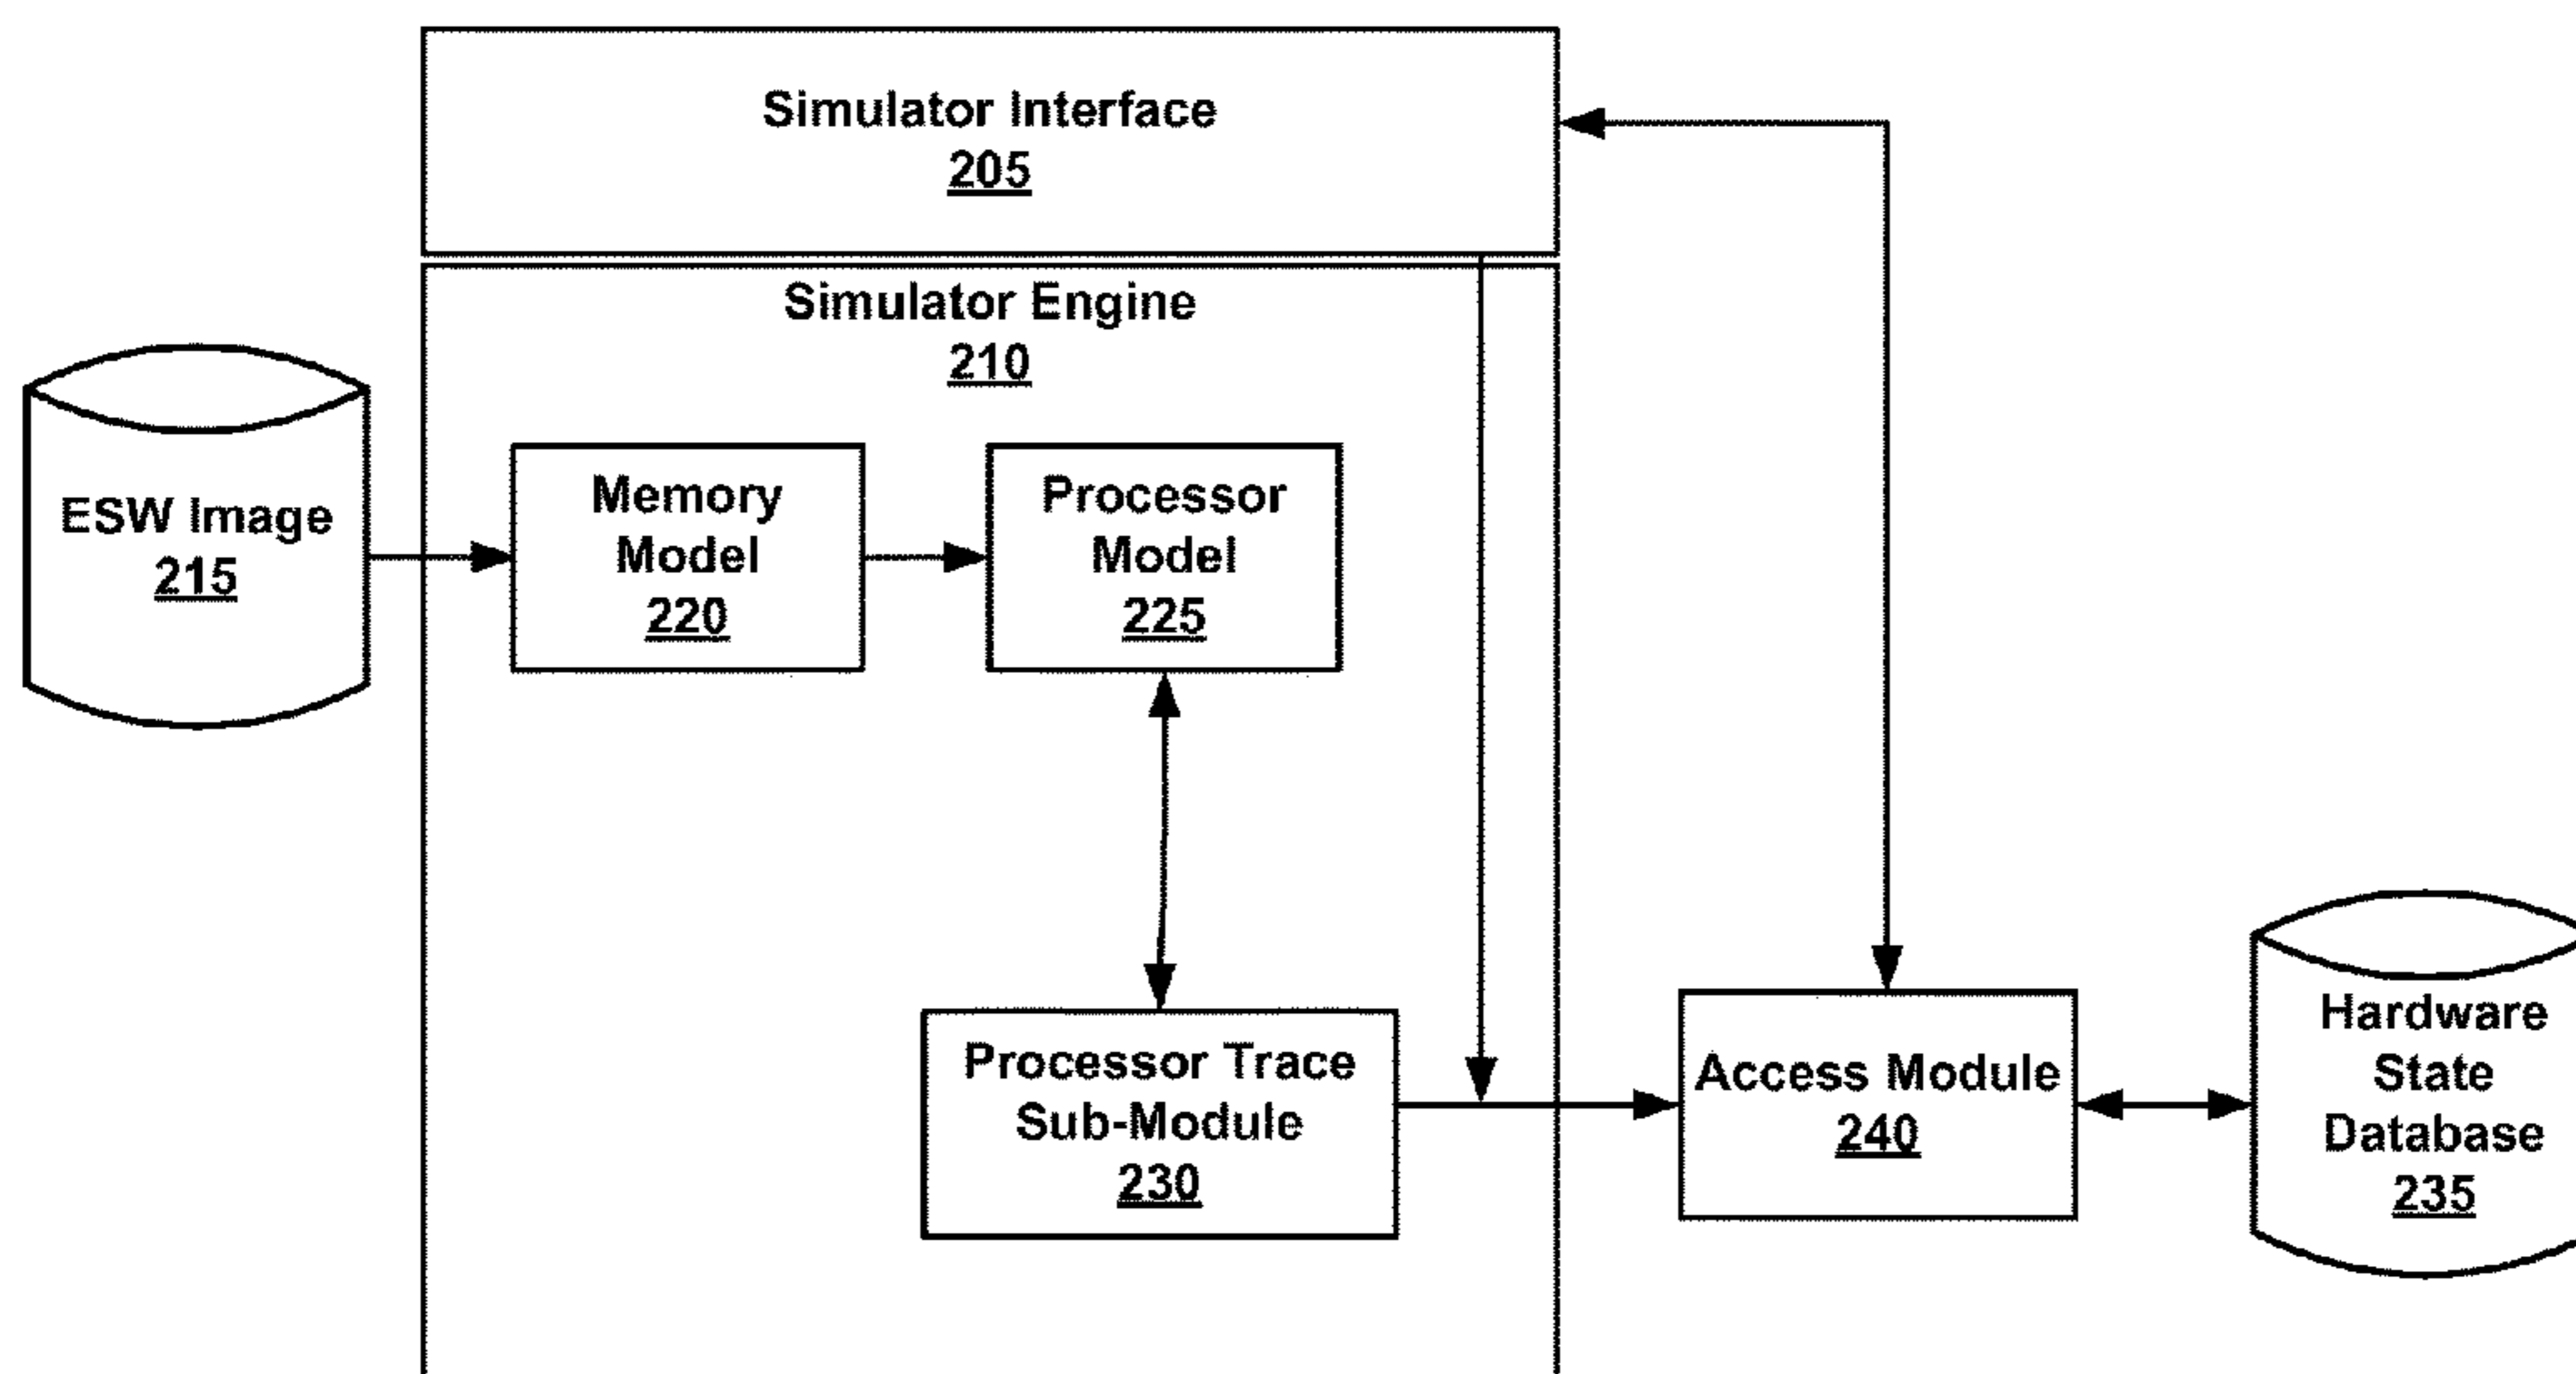 Simulator Interface
205
Simulator Engine
210
ESW Image
215
Memory
Model
220
Processor
Model
225
Processor Trace
Sub-Module
230
Access Module
240
Hardware
State
Database
235